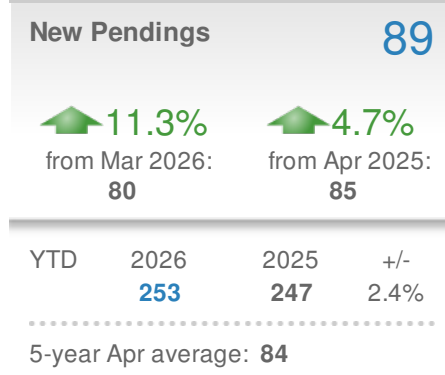 New Pendings 89
11.3% 4.7%
from Mar 2026: from Apr 2025:
80 85
YTD 2026 2025 +/-
253 247 2.4%
5-year Apr average: 84